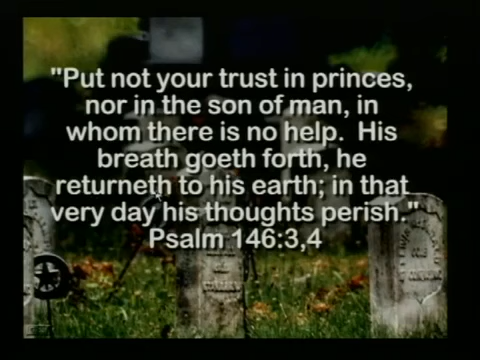 "Put not your trust in princes,
nor in the son of man, in
whom there is no help.  His
breath goeth forth, he
returneth to his earth; in that
very day his thoughts perish."
Psalm 146:3,4